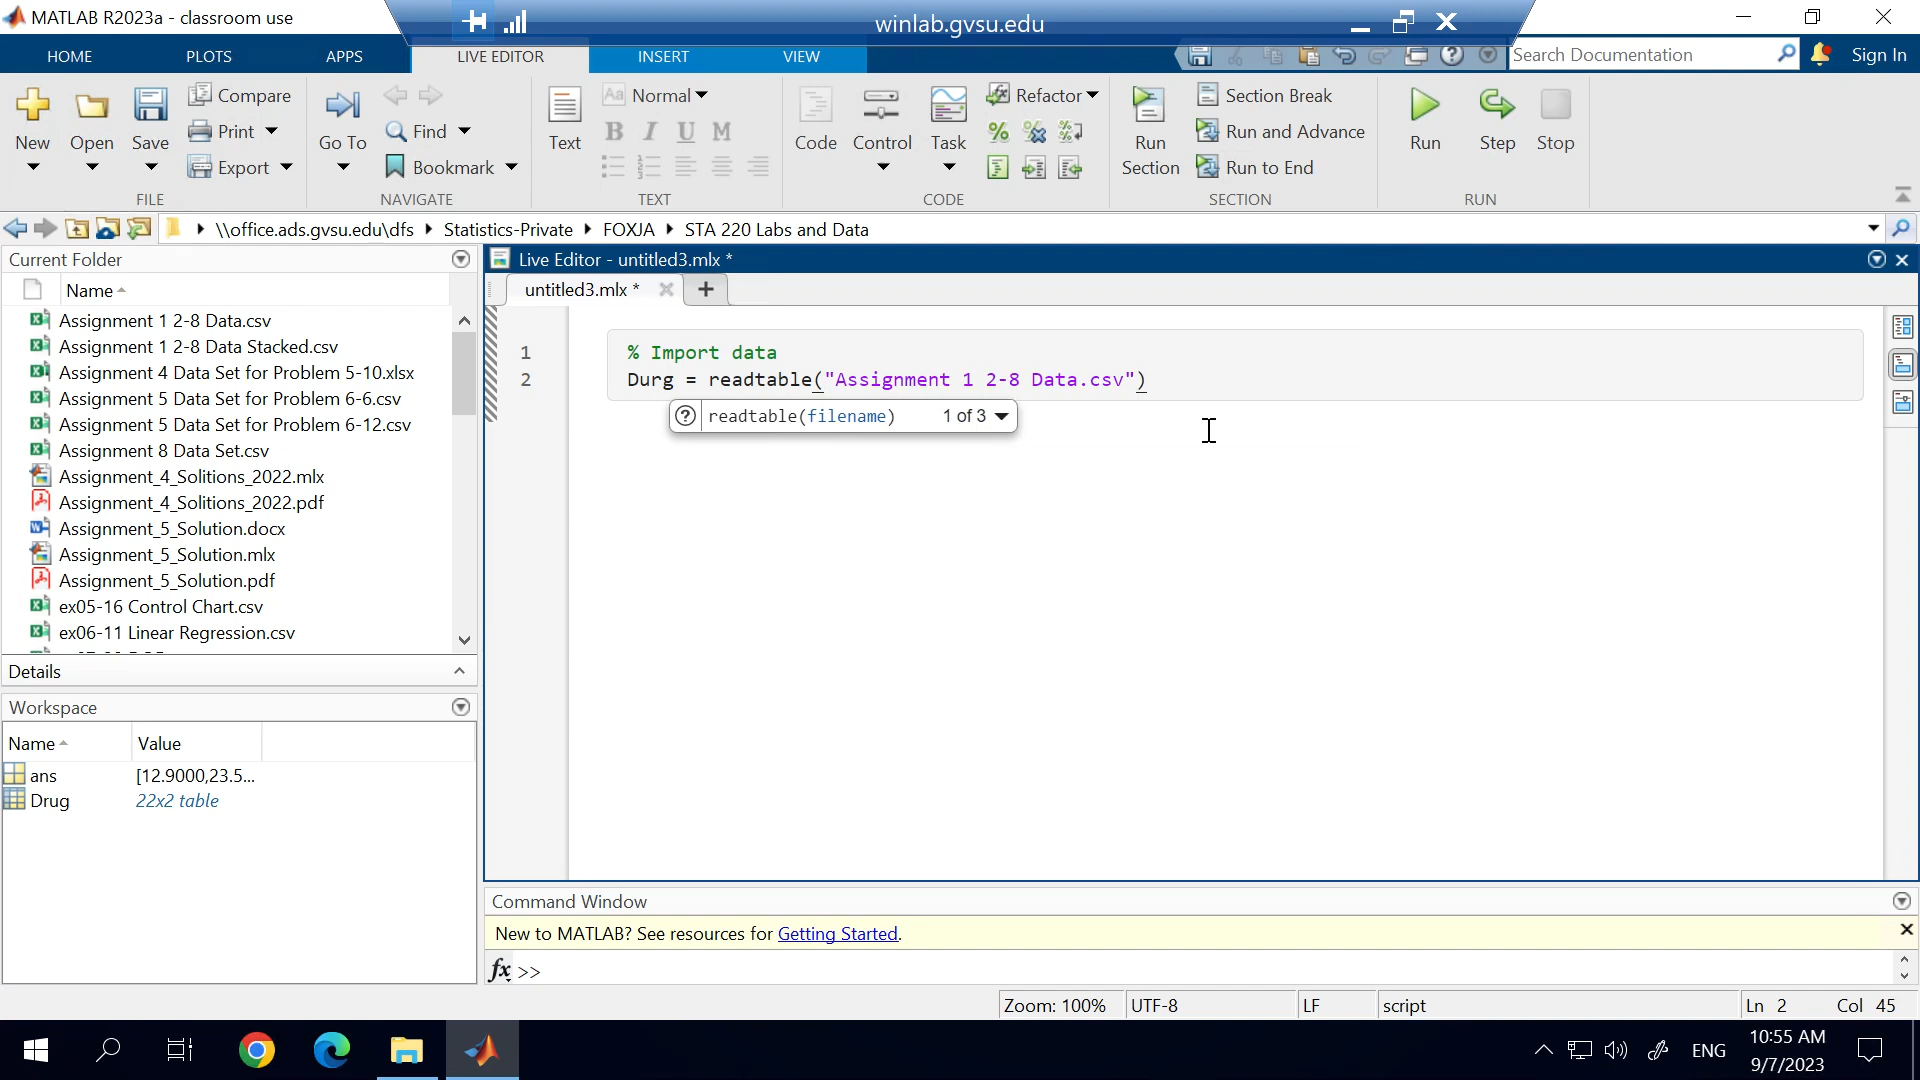 MATLAB R2023a - classroom use
winlab.gvsu.edu
HOME PLOTS APPS LIVE EDITOR INSERT VIEW
Search Documentation
Sign In
New
Open
Save
Compare
Print
Export
FILE
Go To
Find
Bookmark
NAVIGATE
Text
Aa Normal
B I U M
TEXT
Code
Control
Task
Refactor
CODE
Run Section
Section Break
Run and Advance
Run to End
SECTION
Run
Step
Stop
RUN
\\office.ads.gvsu.edu\dfs Statistics-Private FOXJA STA 220 Labs and Data
Current Folder
Name
Assignment 1 2-8 Data.csv
Assignment 1 2-8 Data Stacked.csv
Assignment 4 Data Set for Problem 5-10.xlsx
Assignment 5 Data Set for Problem 6-6.csv
Assignment 5 Data Set for Problem 6-12.csv
Assignment 8 Data Set.csv
Assignment_4_Solitions_2022.mlx
Assignment_4_Solitions_2022.pdf
Assignment_5_Solution.docx
Assignment_5_Solution.mlx
Assignment_5_Solution.pdf
ex05-16 Control Chart.csv
ex06-11 Linear Regression.csv
Details
Workspace
Name Value
ans [12.9000,23.5...
Drug 22x2 table
Live Editor - untitled3.mlx *
untitled3.mlx *
1 % Import data
2 Durg = readtable("Assignment 1 2-8 Data.csv")
readtable(filename) 1 of 3
Command Window
New to MATLAB? See resources for Getting Started.
fx >>
Zoom: 100% UTF-8 LF script Ln 2 Col 45
ENG
10:55 AM
9/7/2023